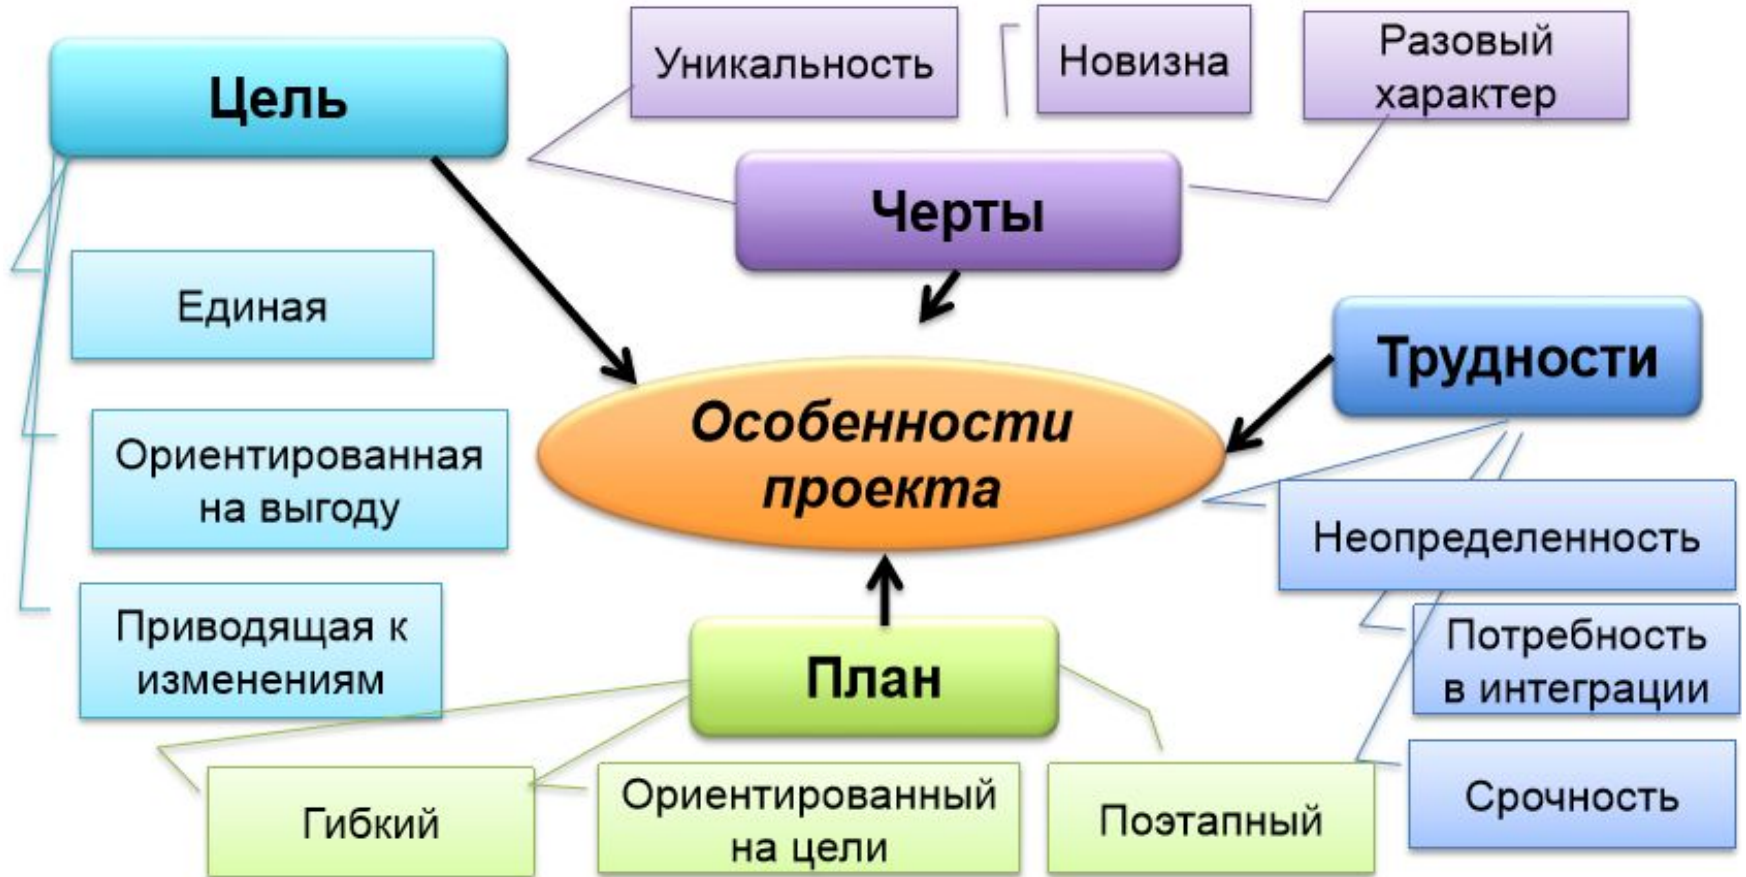 Цель
Уникальность
Новизна
Разовый
характер
Черты
Единая
Трудности
Особенности
проекта
Ориентированная
на выгоду
Неопределенность
Приводящая к
изменениям
План
Потребность
в интеграции
Гибкий
Ориентированный
на цели
Поэтапный
Срочность